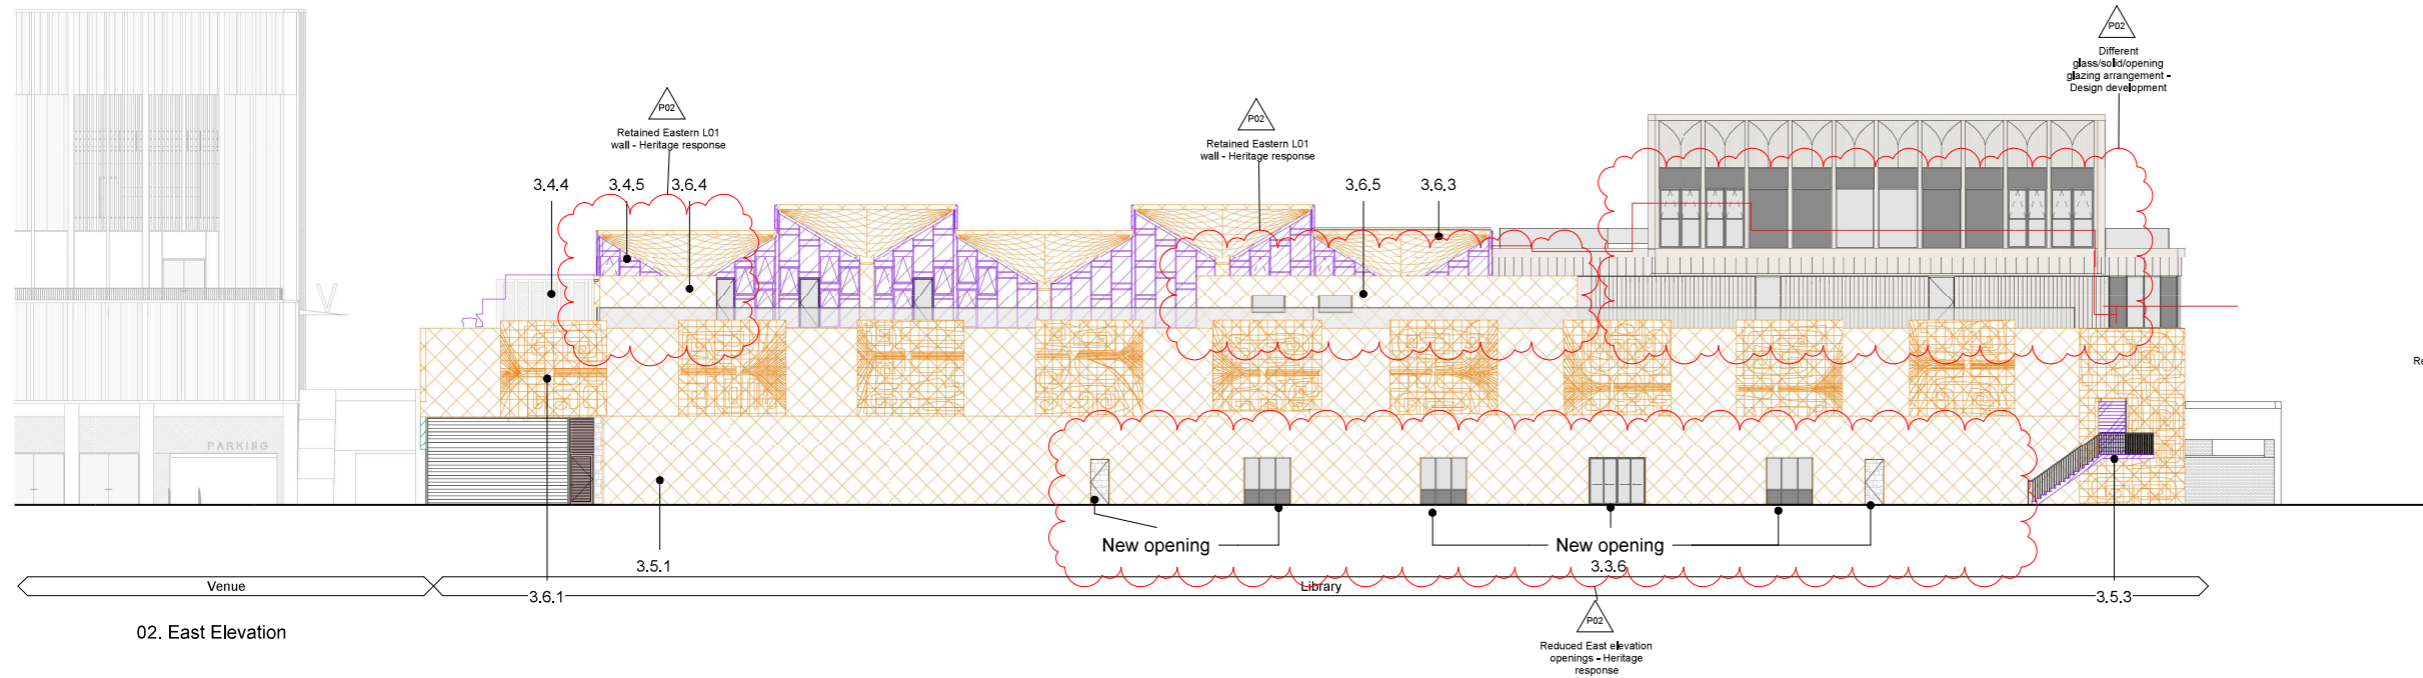 P02
Different
glass/solid/opening
glazing arrangement -
Design development
P02
Retained Eastern L01
wall - Heritage response
P02
Retained Eastern L01
wall - Heritage response
3.4.4
3.4.5
3.6.4
3.6.5
3.6.3
Re
PARKING
New opening
New opening
3.5.1
3.3.6
Venue
Library
3.6.1
3.5.3
P02
02. East Elevation
Reduced East elevation
openings - Heritage
response